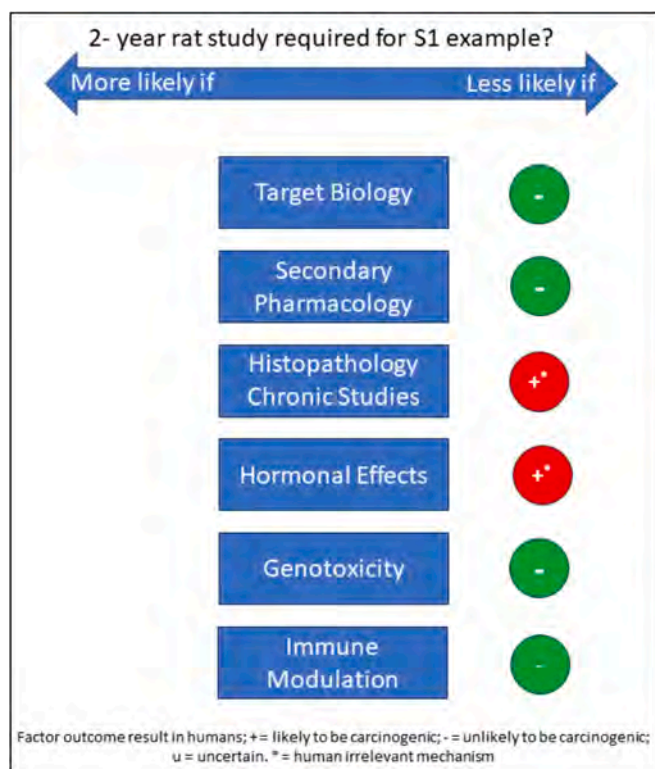 2- year rat study required for S1 example?
More likely if
Less likely if
Target Biology
-
Secondary
Pharmacology
-
Histopathology
Chronic Studies
+*
Hormonal Effects
+*
Genotoxicity
-
Immune
Modulation
-
Factor outcome result in humans; + = likely to be carcinogenic; - = unlikely to be carcinogenic;
u = uncertain. * = human irrelevant mechanism